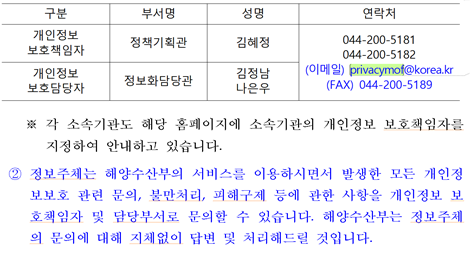 구분 부서명 성명 연락처
개인정보 보호책임자 정책기획관 김혜정 044-200-5181
044-200-5182
개인정보 보호담당자 정보화담당관 김정남 나은우 (이메일) privacymof@korea.kr
(FAX) 044-200-5189
※ 각 소속기관도 해당 홈페이지에 소속기관의 개인정보 보호책임자를
지정하여 안내하고 있습니다.
② 정보주체는 해양수산부의 서비스를 이용하시면서 발생한 모든 개인정
보보호 관련 문의, 불만처리, 피해구제 등에 관한 사항을 개인정보 보
호책임자 및 담당부서로 문의할 수 있습니다. 해양수산부는 정보주체
의 문의에 대해 지체없이 답변 및 처리해드릴 것입니다.